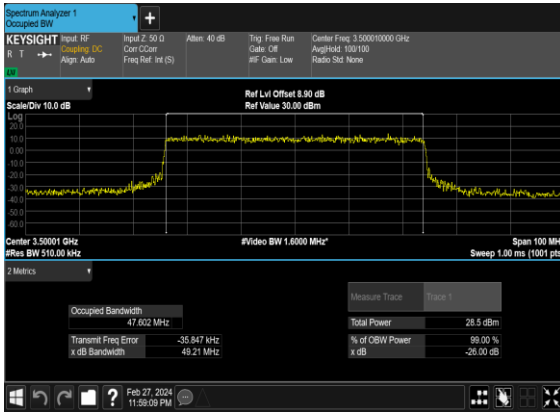 Spectrum Analyzer 1
Occupied BW
KEYSIGHT
R T
LW
Input: RF
Coupling: DC
Align: Auto
Input Z: 50 Ω
Corr CCorr
Freq Ref: Int (S)
Atten: 40 dB
Trig: Free Run
Gate: Off
#IF Gain: Low
Center Freq: 3.500010000 GHz
Avg|Hold: 100/100
Radio Std: None
1 Graph
Scale/Div 10.0 dB
Ref Lvl Offset 8.90 dB
Ref Value 30.00 dBm
Log
20.0
10.0
0.00
-10.0
-20.0
-30.0
-40.0
-50.0
-60.0
Center 3.50001 GHz
#Res BW 510.00 kHz
#Video BW 1.6000 MHz*
Span 100 MH
Sweep 1.00 ms (1001 pts
2 Metrics
Measure Trace Trace 1
Occupied Bandwidth
47.602 MHz
Total Power 28.5 dBm
Transmit Freq Error -35.847 kHz
% of OBW Power 99.00 %
x dB Bandwidth 49.21 MHz
x dB -26.00 dB
?
Feb 27, 2024
11:59:09 PM